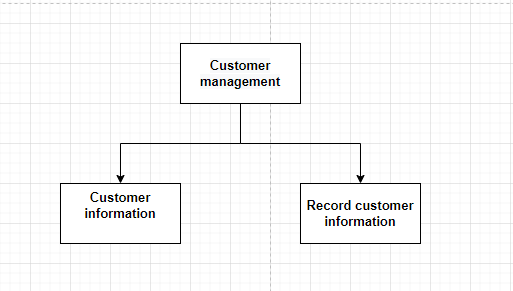 Customer
management
Customer
information
Record customer
information